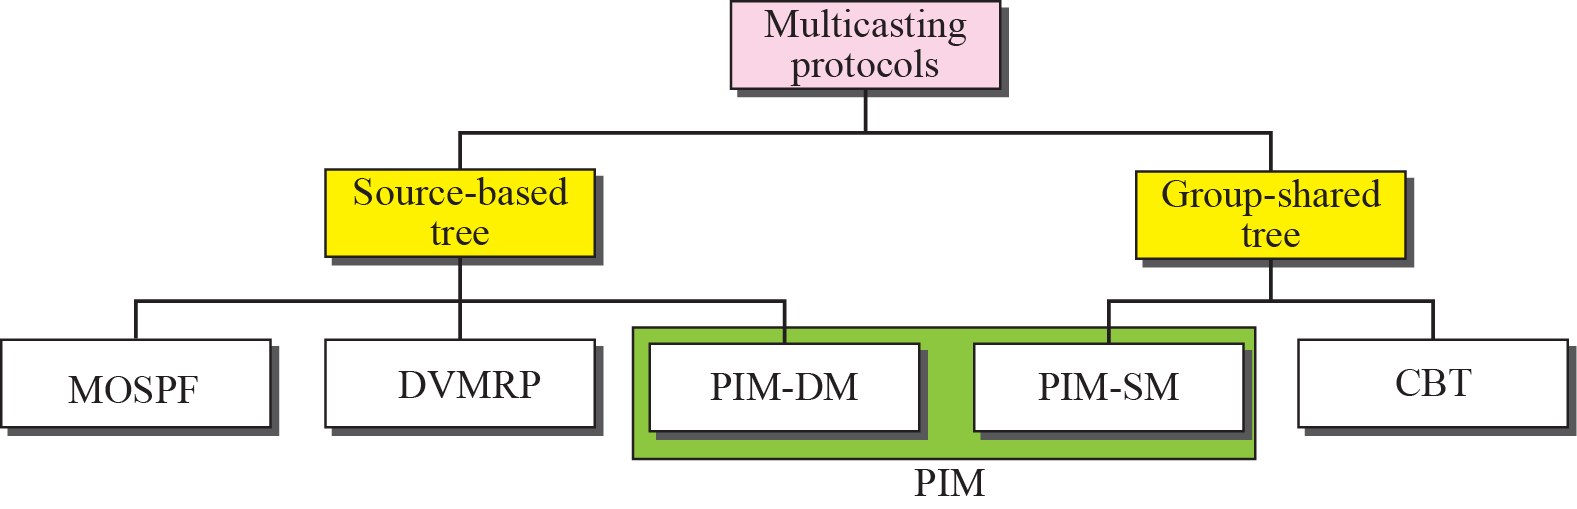 Multicasting
protocols
Source-based
tree
Group-shared
tree
MOSPF
DVMRP
PIM-DM
PIM-SM
CBT
PIM